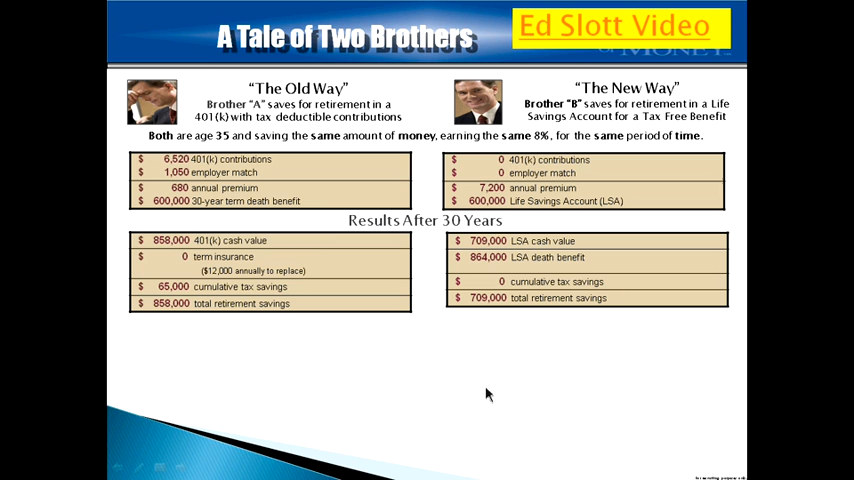 A Tale of Two Brothers
Ed Slott Video
OF MONEY
"The Old Way"
Brother "A" saves for retirement in a
401(k) with tax deductible contributions
"The New Way"
Brother "B" saves for retirement in a Life
Savings Account for a Tax Free Benefit
Both are age 35 and saving the same amount of money, earning the same 8%, for the same period of time.
$ 6,520 401(k) contributions
$ 1,050 employer match
$ 680 annual premium
$ 600,000 30-year term death benefit
$ 0 401(k) contributions
$ 0 employer match
$ 7,200 annual premium
$ 600,000 Life Savings Account (LSA)
Results After 30 Years
$ 858,000 401(k) cash value
$ 0 term insurance
($12,000 annually to replace)
$ 65,000 cumulative tax savings
$ 858,000 total retirement savings
$ 709,000 LSA cash value
$ 864,000 LSA death benefit
$ 0 cumulative tax savings
$ 709,000 total retirement savings